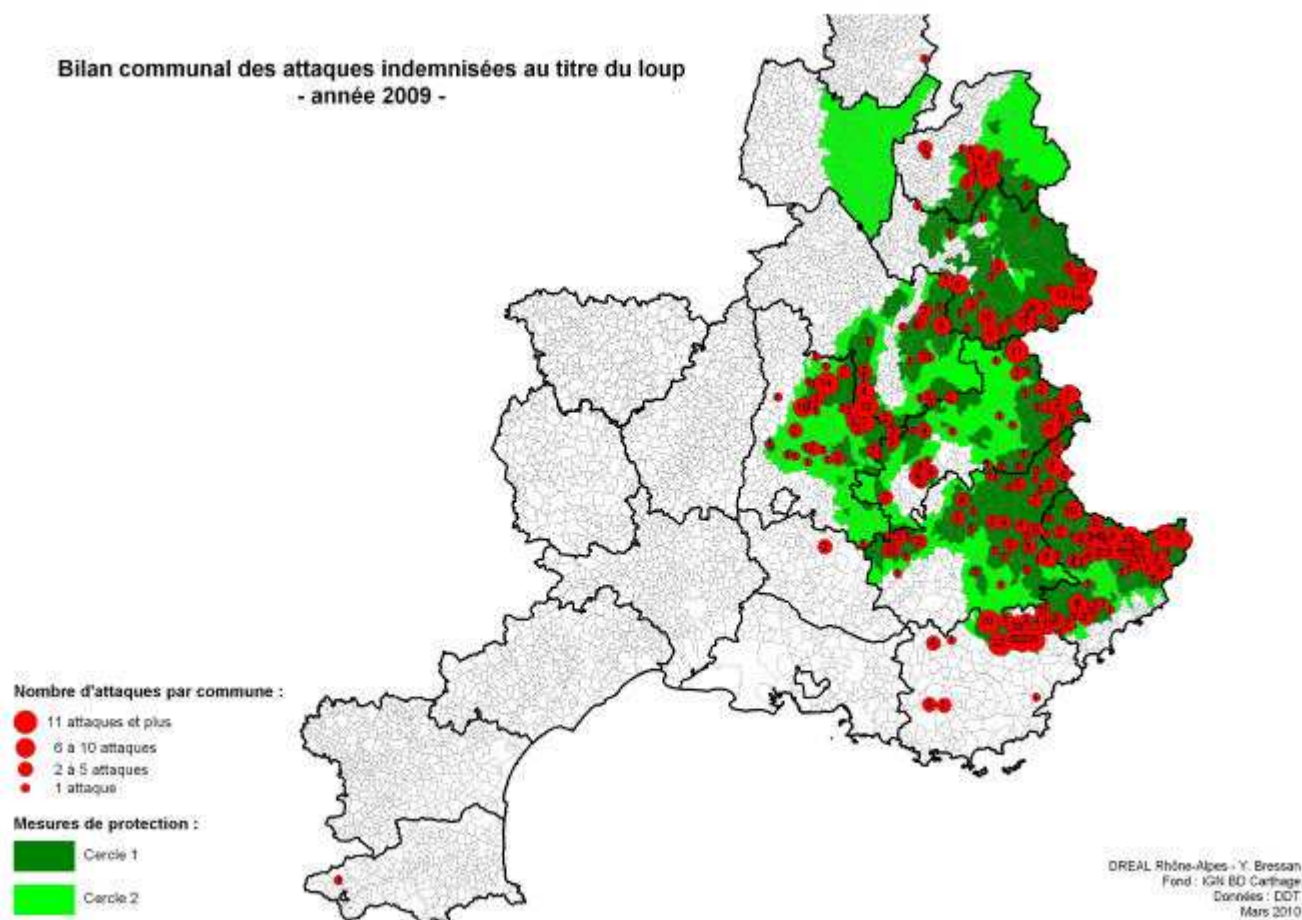 Bilan communal des attaques indemnisées au titre du loup
- année 2009 -
Nombre d'attaques par commune :
11 attaques et plus
6 à 10 attaques
2 à 5 attaques
1 attaque
Mesures de protection :
Cercle 1
Cercle 2
DREAL Rhône-Alpes - Y. Bressan
Fond : IGN BD Carthage
Données : DDT
Mars 2010